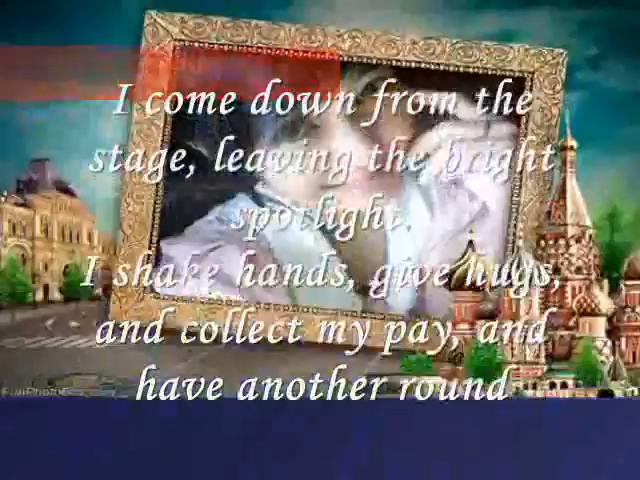 I come down from the
stage, leaving the bright
spotlight
I shake hands, give hugs,
and collect my pay, and
have another round